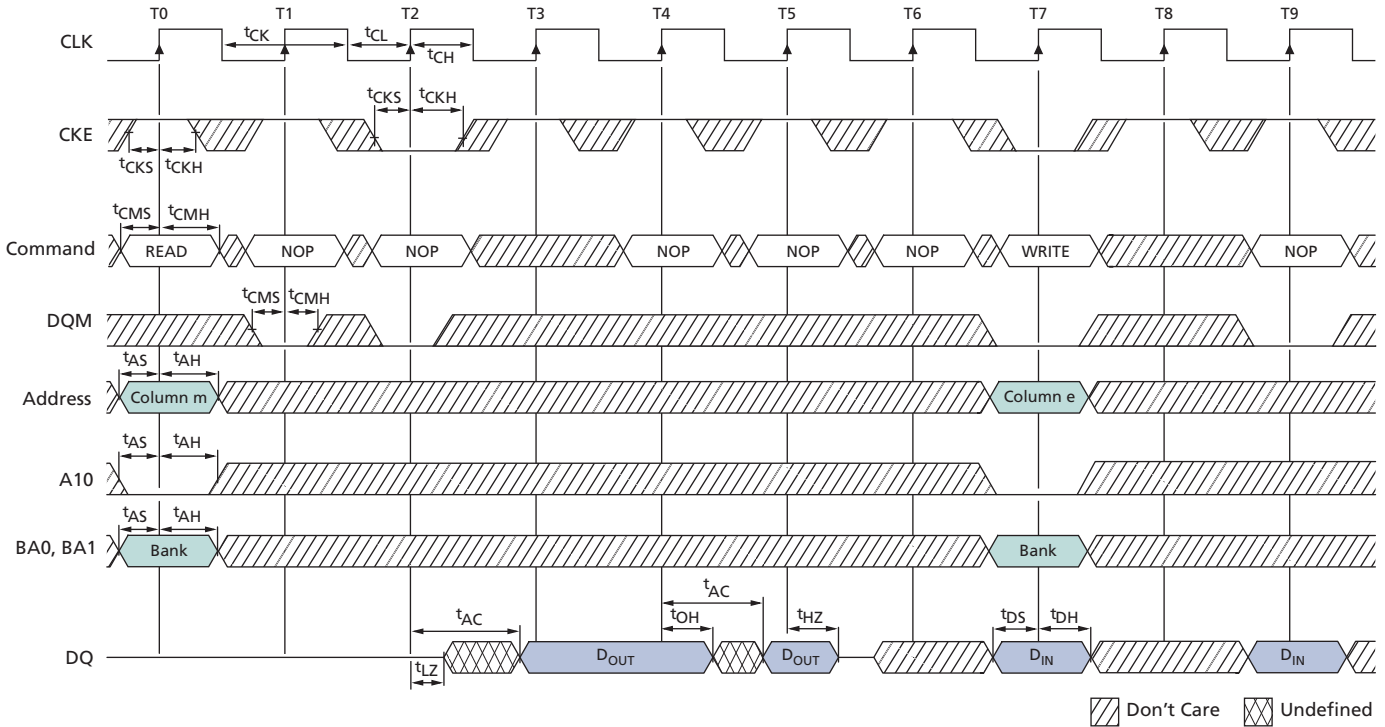 T0 T1 T2 T3 T4 T5 T6 T7 T8 T9
CLK
tCK tCL
tCH
tCKS tCKH
CKE
tCKS tCKH
tCMS tCMH
Command READ NOP NOP NOP NOP NOP WRITE NOP
tCMS tCMH
DQM
tAS tAH
Address Column m Column e
tAS tAH
A10
tAS tAH
BA0, BA1 Bank Bank
tAC
tAC tOH tHZ tDS tDH
DQ DOUT DOUT DIN DIN
tLZ
Don't Care Undefined